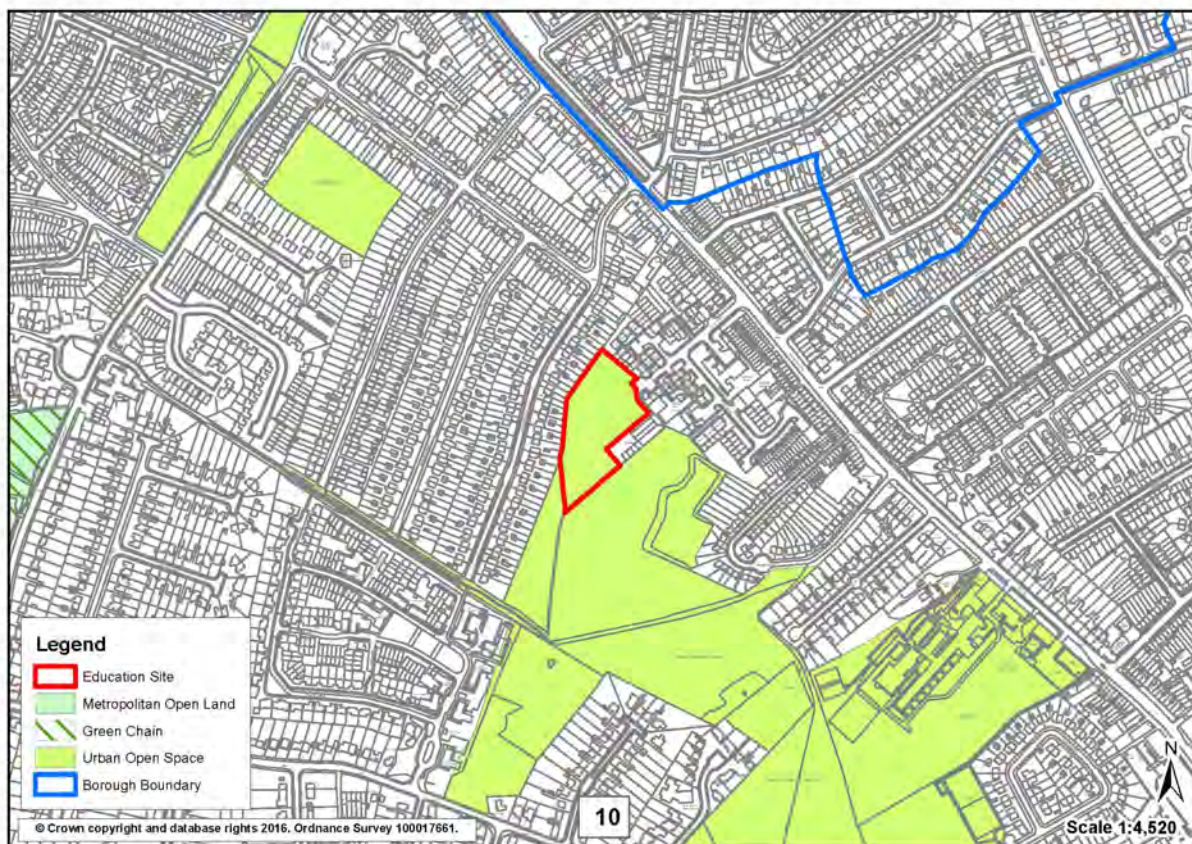 Legend
Education Site
Metropolitan Open Land
Green Chain
Urban Open Space
Borough Boundary
© Crown copyright and database rights 2016. Ordnance Survey 100017661.
10
N
Scale 1:4,520